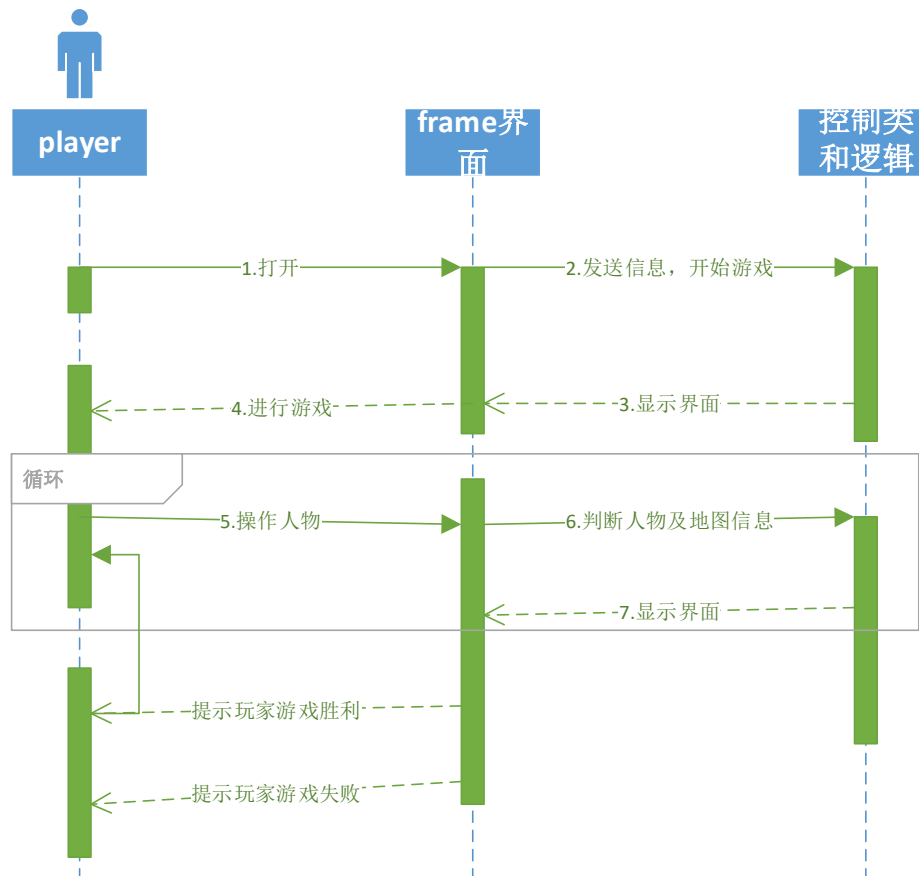 player
frame界
面
控制类
和逻辑
1.打开
2.发送信息，开始游戏
3.显示界面
4.进行游戏
循环
5.操作人物
6.判断人物及地图信息
7.显示界面
提示玩家游戏胜利
提示玩家游戏失败